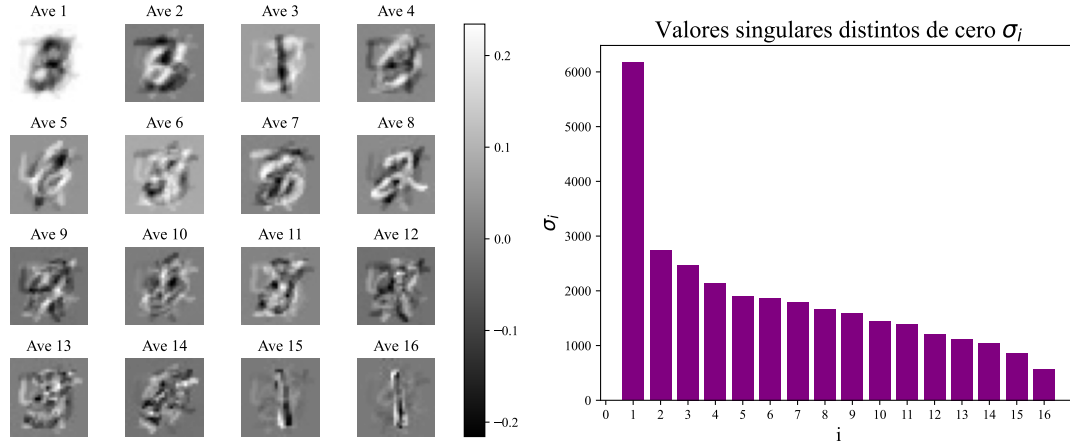 Ave 1 Ave 2 Ave 3 Ave 4
Ave 5 Ave 6 Ave 7 Ave 8
Ave 9 Ave 10 Ave 11 Ave 12
Ave 13 Ave 14 Ave 15 Ave 16
0.2
0.1
0.0
−0.1
−0.2
Valores singulares distintos de cero σi
6000
5000
4000
3000
2000
1000
0
σi
0 1 2 3 4 5 6 7 8 9 10 11 12 13 14 15 16
i